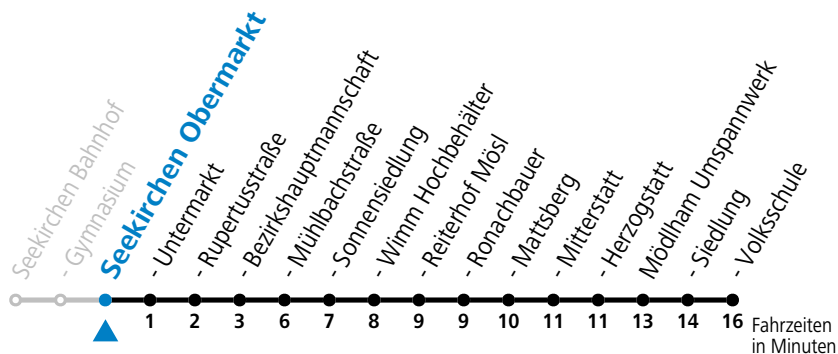 Seekirchen Bahnhof
- Gymnasium
Seekirchen Obermarkt
- Untermarkt
- Rupertusstraße
- Bezirkshauptmannschaft
- Mühlbachstraße
- Sonnensiedlung
- Wimm Hochbehälter
- Reiterhof Mösl
- Ronachbauer
- Mattsberg
- Mitterstatt
- Herzogstatt
Mödlham Umspannwerk
- Siedlung
- Volksschule
1 2 3 6 7 8 9 9 10 11 11 13 14 16 Fahrzeiten
in Minuten